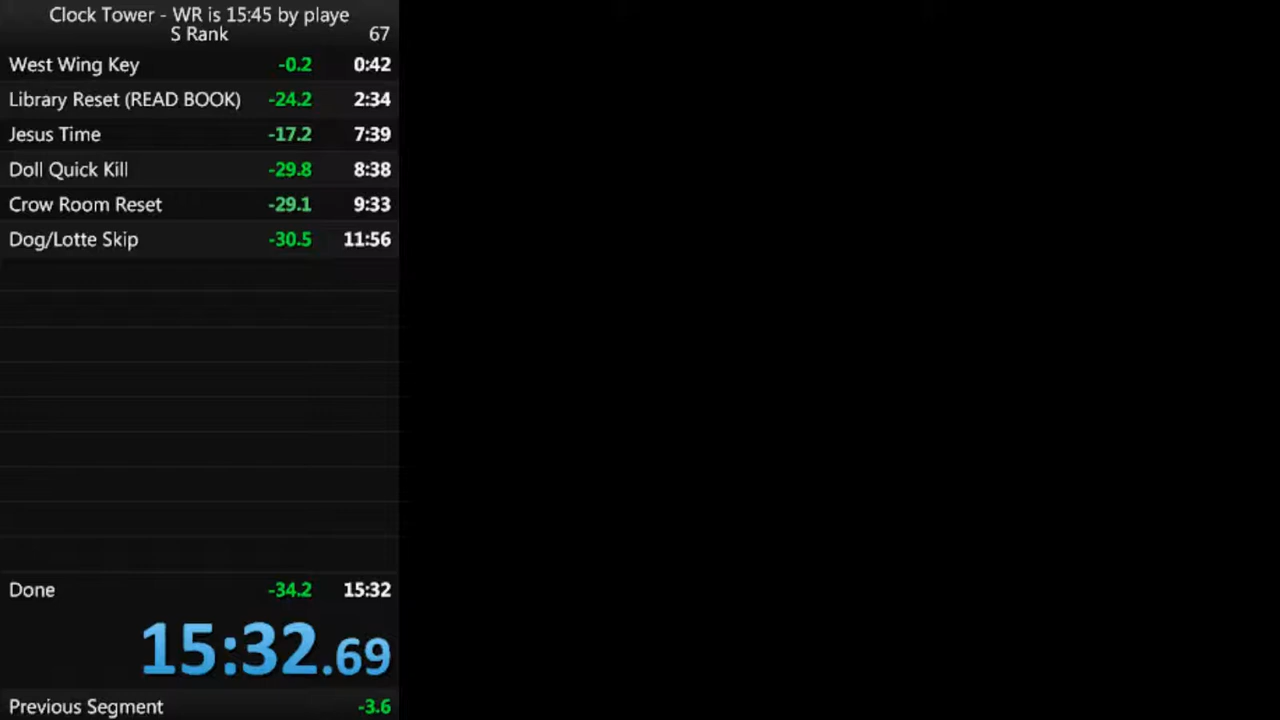 Clock Tower - WR is 15:45 by playe
S Rank 67
West Wing Key -0.2 0:42
Library Reset (READ BOOK) -24.2 2:34
Jesus Time -17.2 7:39
Doll Quick Kill -29.8 8:38
Crow Room Reset -29.1 9:33
Dog/Lotte Skip -30.5 11:56
Done -34.2 15:32
15:32.69
Previous Segment -3.6